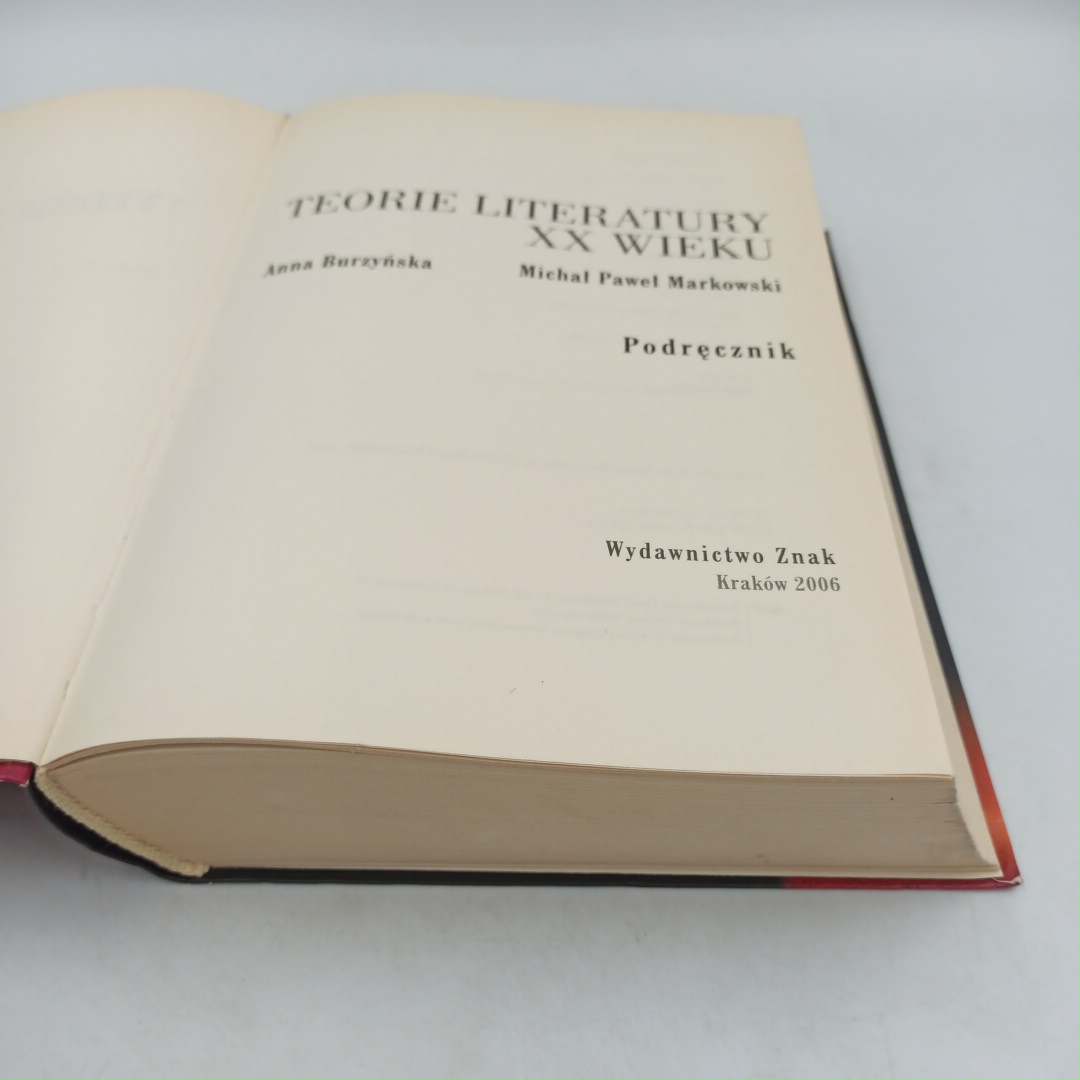 TEORIE LITERATURY
XX WIEKU
Anna Burzyńska Michał Paweł Markowski
Podręcznik
Wydawnictwo Znak
Kraków 2006